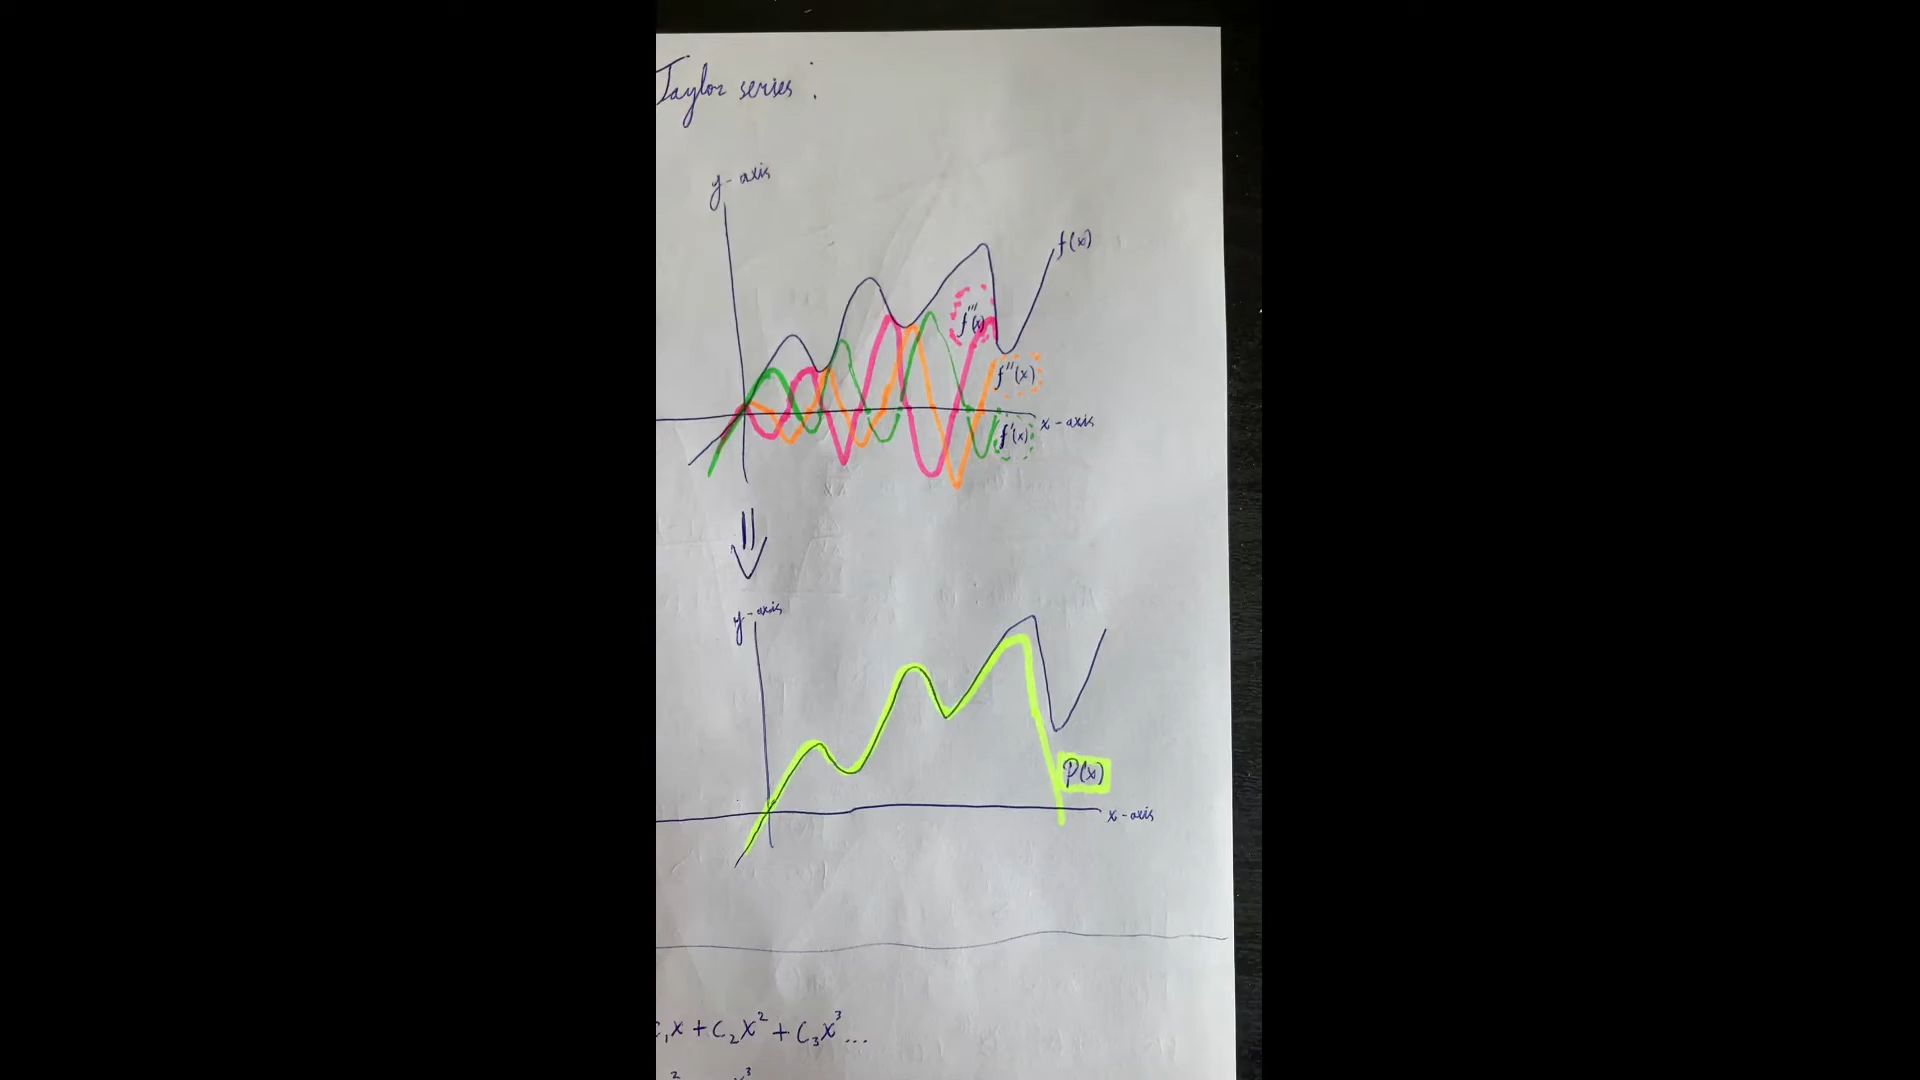 Taylor series :
y-axis
f(x)
f'''(x)
f''(x)
f'(x)
x-axis
y-axis
P(x)
x-axis
c₁x + c₂x² + c₃x³...